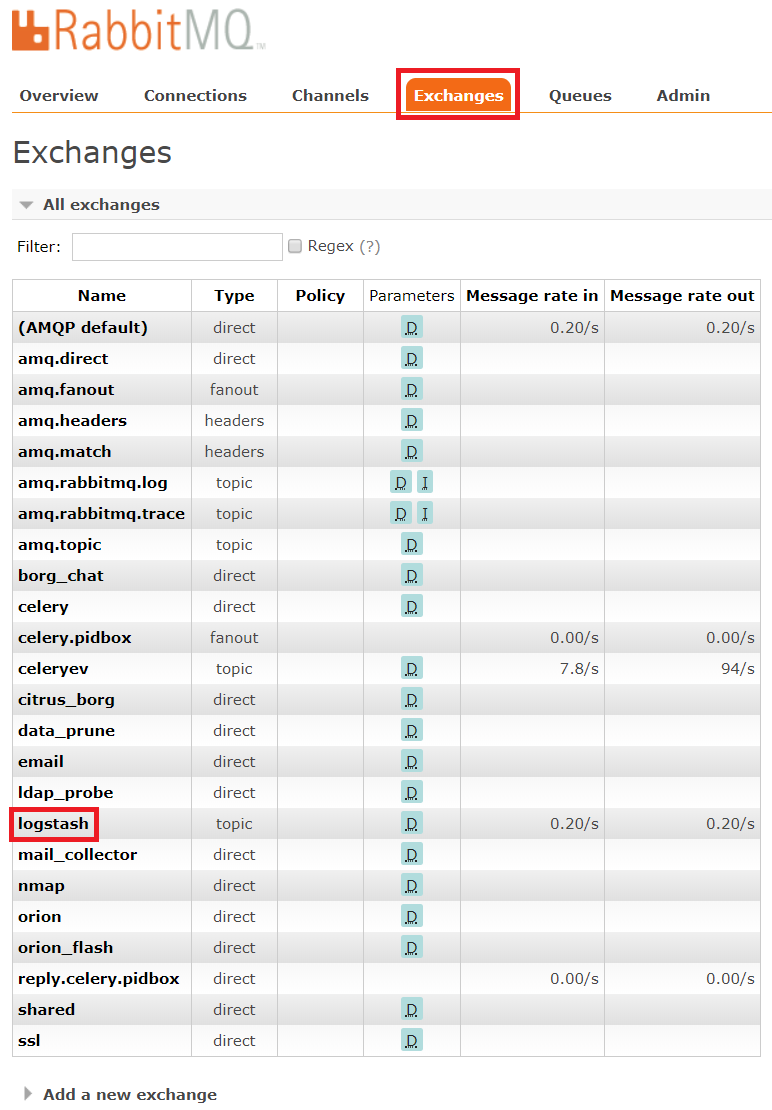 RabbitMQ™
Overview Connections Channels Exchanges Queues Admin
Exchanges
All exchanges
Filter: Regex (?)
Name Type Policy Parameters Message rate in Message rate out
(AMQP default) direct D 0.20/s 0.20/s
amq.direct direct D
amq.fanout fanout D
amq.headers headers D
amq.match headers D
amq.rabbitmq.log topic D I
amq.rabbitmq.trace topic D I
amq.topic topic D
borg_chat direct D
celery direct D
celery.pidbox fanout 0.00/s 0.00/s
celeryev topic D 7.8/s 94/s
citrus_borg direct D
data_prune direct D
email direct D
ldap_probe direct D
logstash topic D 0.20/s 0.20/s
mail_collector direct D
nmap direct D
orion direct D
orion_flash direct D
reply.celery.pidbox direct 0.00/s 0.00/s
shared direct D
ssl direct D
Add a new exchange